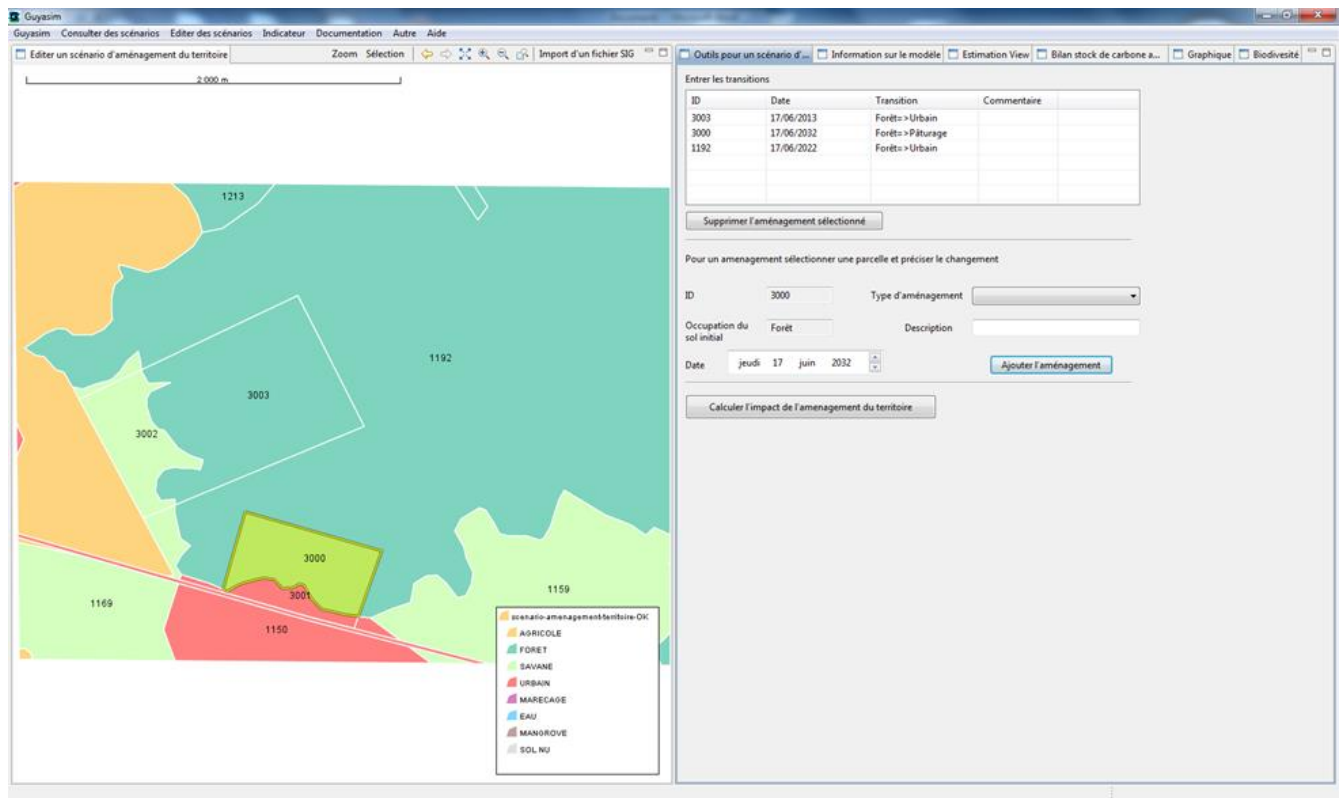 Guyasim
Guyasim Consulter des scénarios Editer des scénarios Indicateur Documentation Autre Aide
Editer un scénario d'aménagement du territoire Zoom Sélection Import d'un fichier SIG
2 000 m
1213
1192
3003
3002
3000
3001
1159
1169
1150
scenario-amenagement-territoire-OK
AGRICOLE
FORET
SAVANE
URBAIN
MARECAGE
EAU
MANGROVE
SOL NU
Outils pour un scénario d'... Information sur le modèle Estimation View Bilan stock de carbone a... Graphique Biodivesité
Entrer les transitions
ID Date Transition Commentaire
3003 17/06/2013 Forêt=>Urbain
3000 17/06/2032 Forêt=>Pâturage
1192 17/06/2022 Forêt=>Urbain
Supprimer l'aménagement sélectionné
Pour un amenagement sélectionner une parcelle et préciser le changement
ID 3000 Type d'aménagement
Occupation du
sol initial Forêt Description
Date jeudi 17 juin 2032 Ajouter l'aménagement
Calculer l'impact de l'amenagement du territoire